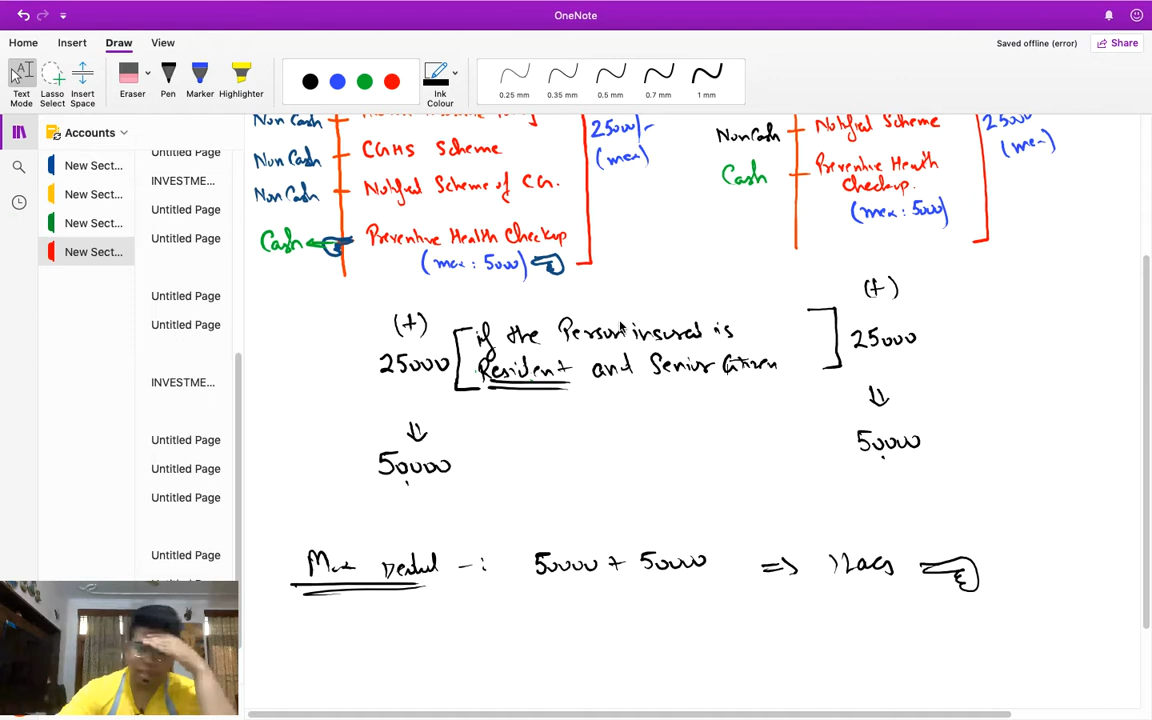 OneNote
Home Insert Draw View
Saved offline (error)
Share
Text Mode
Lasso Select
Insert Space
Eraser
Pen
Marker
Highlighter
Ink Colour
0.25 mm
0.35 mm
0.5 mm
0.7 mm
1 mm
Accounts
New Sect...
New Sect...
New Sect...
New Sect...
Untitled Page
INVESTME...
Untitled Page
Untitled Page
Untitled Page
Untitled Page
INVESTME...
Untitled Page
Untitled Page
Untitled Page
Untitled Page
Non Cash
Non Cash CGHS Scheme
Non Cash Notified Scheme of CG.
Cash Preventive Health Checkup
(max : 5000)
25000/-
(max)
Non Cash Notified Scheme
Cash Preventive Health
Checkup.
(max : 5000)
25000
(max)
(+)
25000
if the Person insured is
Resident and Senior Citizen
(+)
25000
50000
50000
50000 + 50000 =>